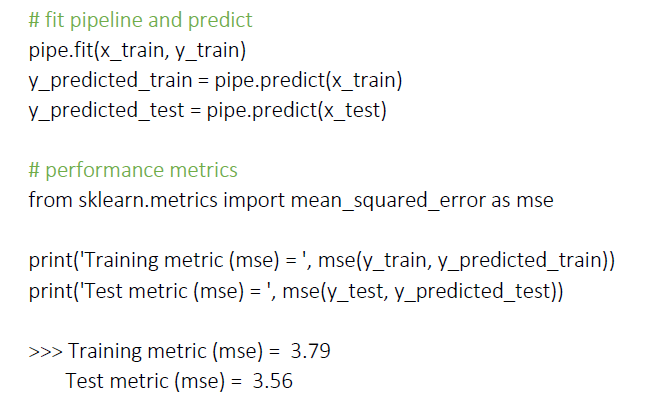 # fit pipeline and predict
pipe.fit(x_train, y_train)
y_predicted_train = pipe.predict(x_train)
y_predicted_test = pipe.predict(x_test)
# performance metrics
from sklearn.metrics import mean_squared_error as mse
print('Training metric (mse) = ', mse(y_train, y_predicted_train))
print('Test metric (mse) = ', mse(y_test, y_predicted_test))
>>> Training metric (mse) =  3.79
Test metric (mse) =  3.56